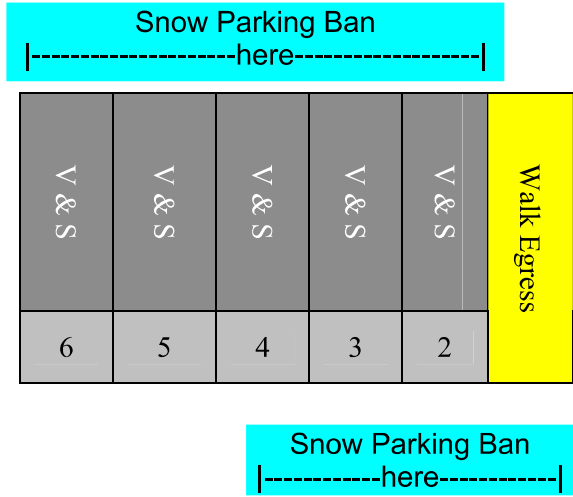 Snow Parking Ban
|---------------------here-------------------|
V & S
V & S
V & S
V & S
V & S
Walk Egress
6
5
4
3
2
Snow Parking Ban
|------------here------------|